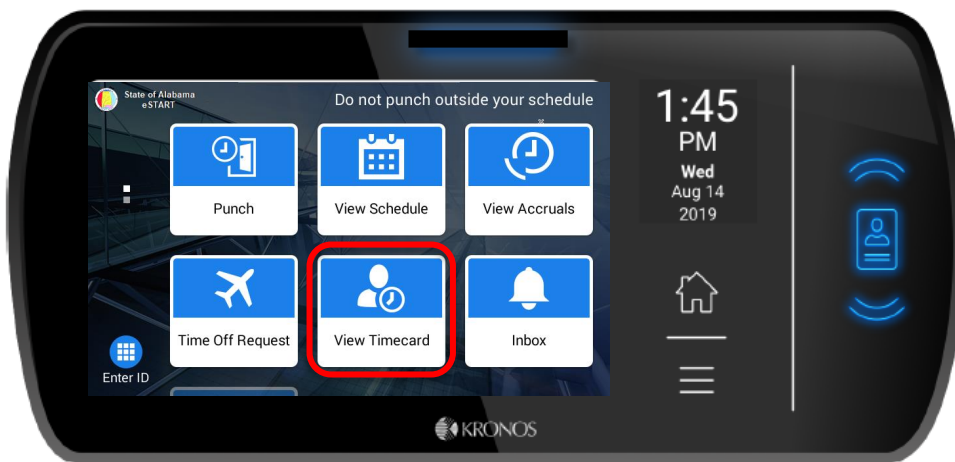 State of Alabama
eSTART
Do not punch outside your schedule
Punch
View Schedule
View Accruals
Time Off Request
View Timecard
Inbox
Enter ID
1:45
PM
Wed
Aug 14
2019
KRONOS